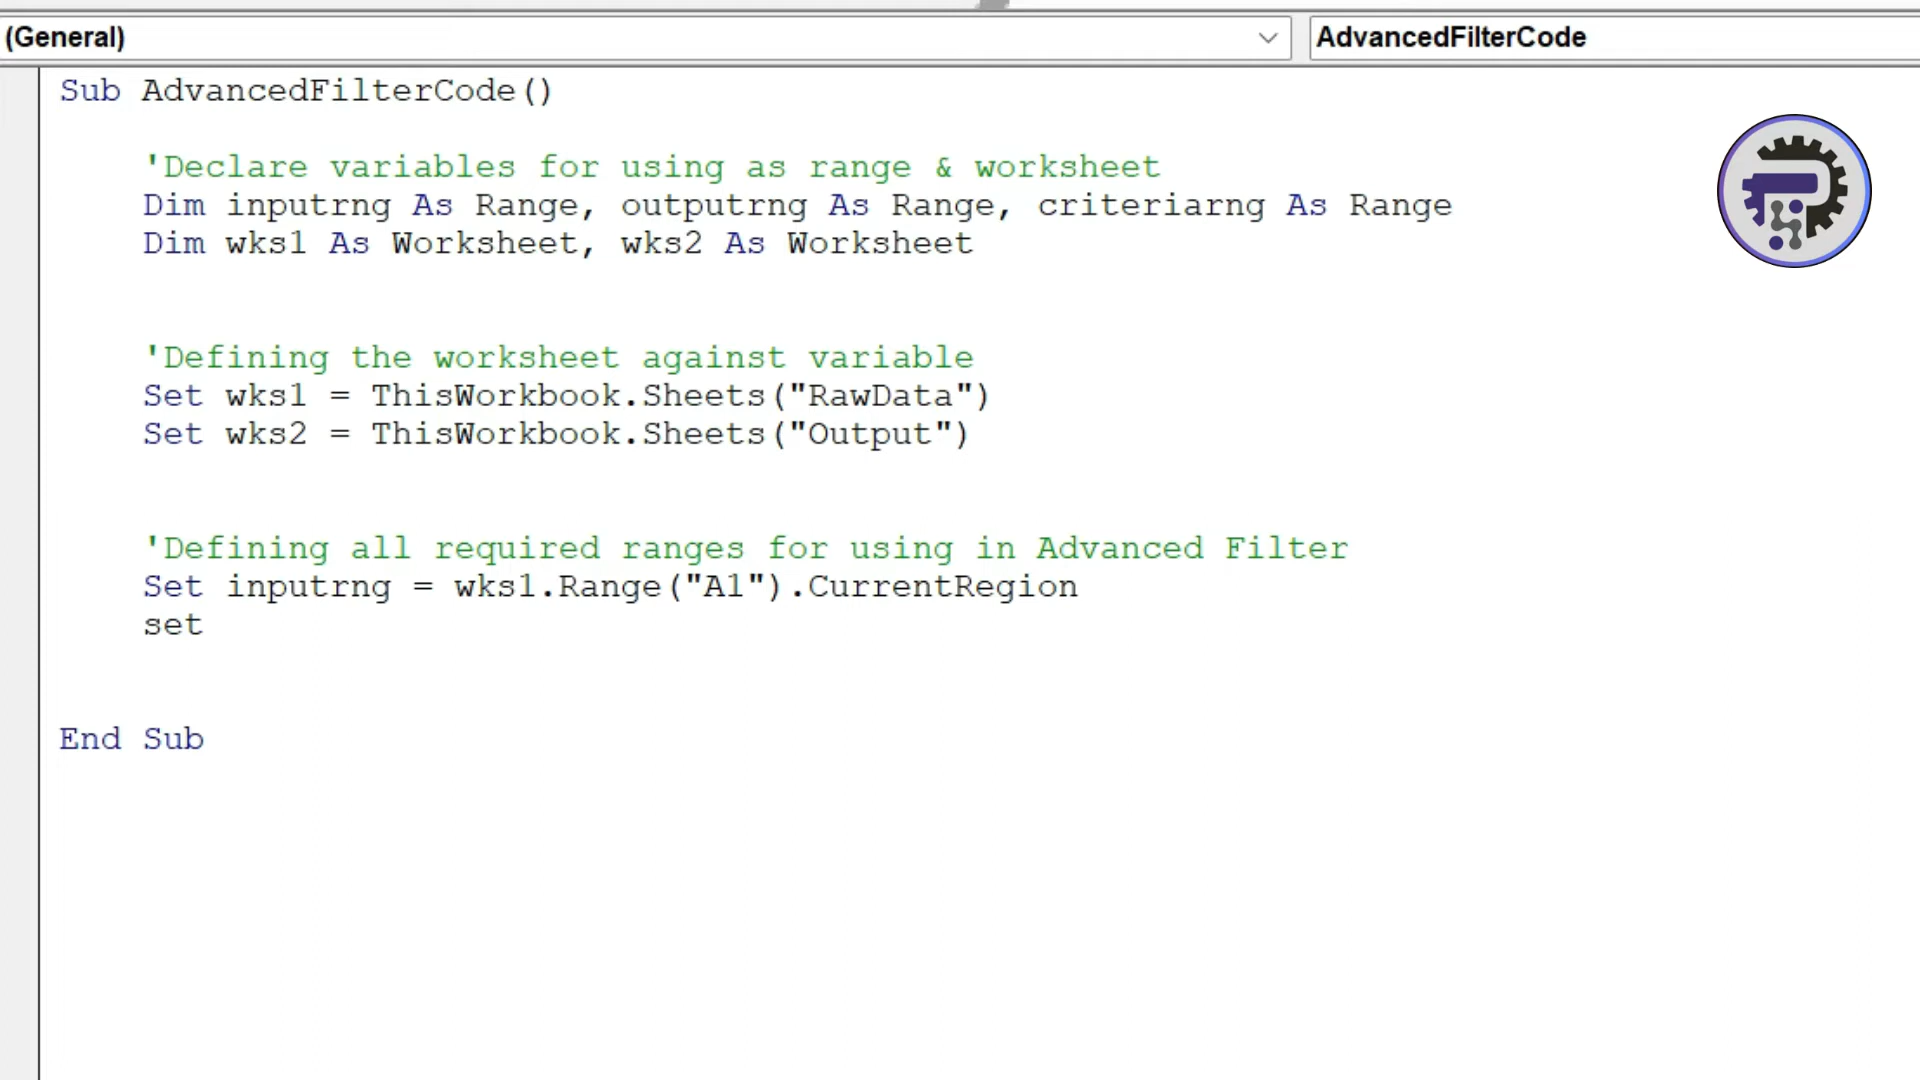 (General)
AdvancedFilterCode
Sub AdvancedFilterCode()
'Declare variables for using as range & worksheet
Dim inputrng As Range, outputrng As Range, criteriarng As Range
Dim wks1 As Worksheet, wks2 As Worksheet
'Defining the worksheet against variable
Set wks1 = ThisWorkbook.Sheets("RawData")
Set wks2 = ThisWorkbook.Sheets("Output")
'Defining all required ranges for using in Advanced Filter
Set inputrng = wks1.Range("A1").CurrentRegion
set
End Sub